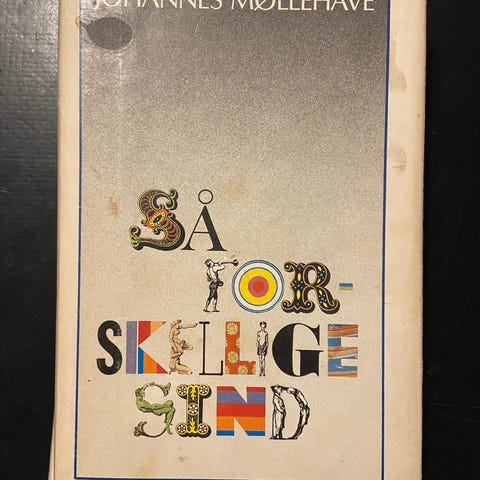 JOHANNES MØLLEHAVE
SÅ
FOR-
SKELLIGE
SIND